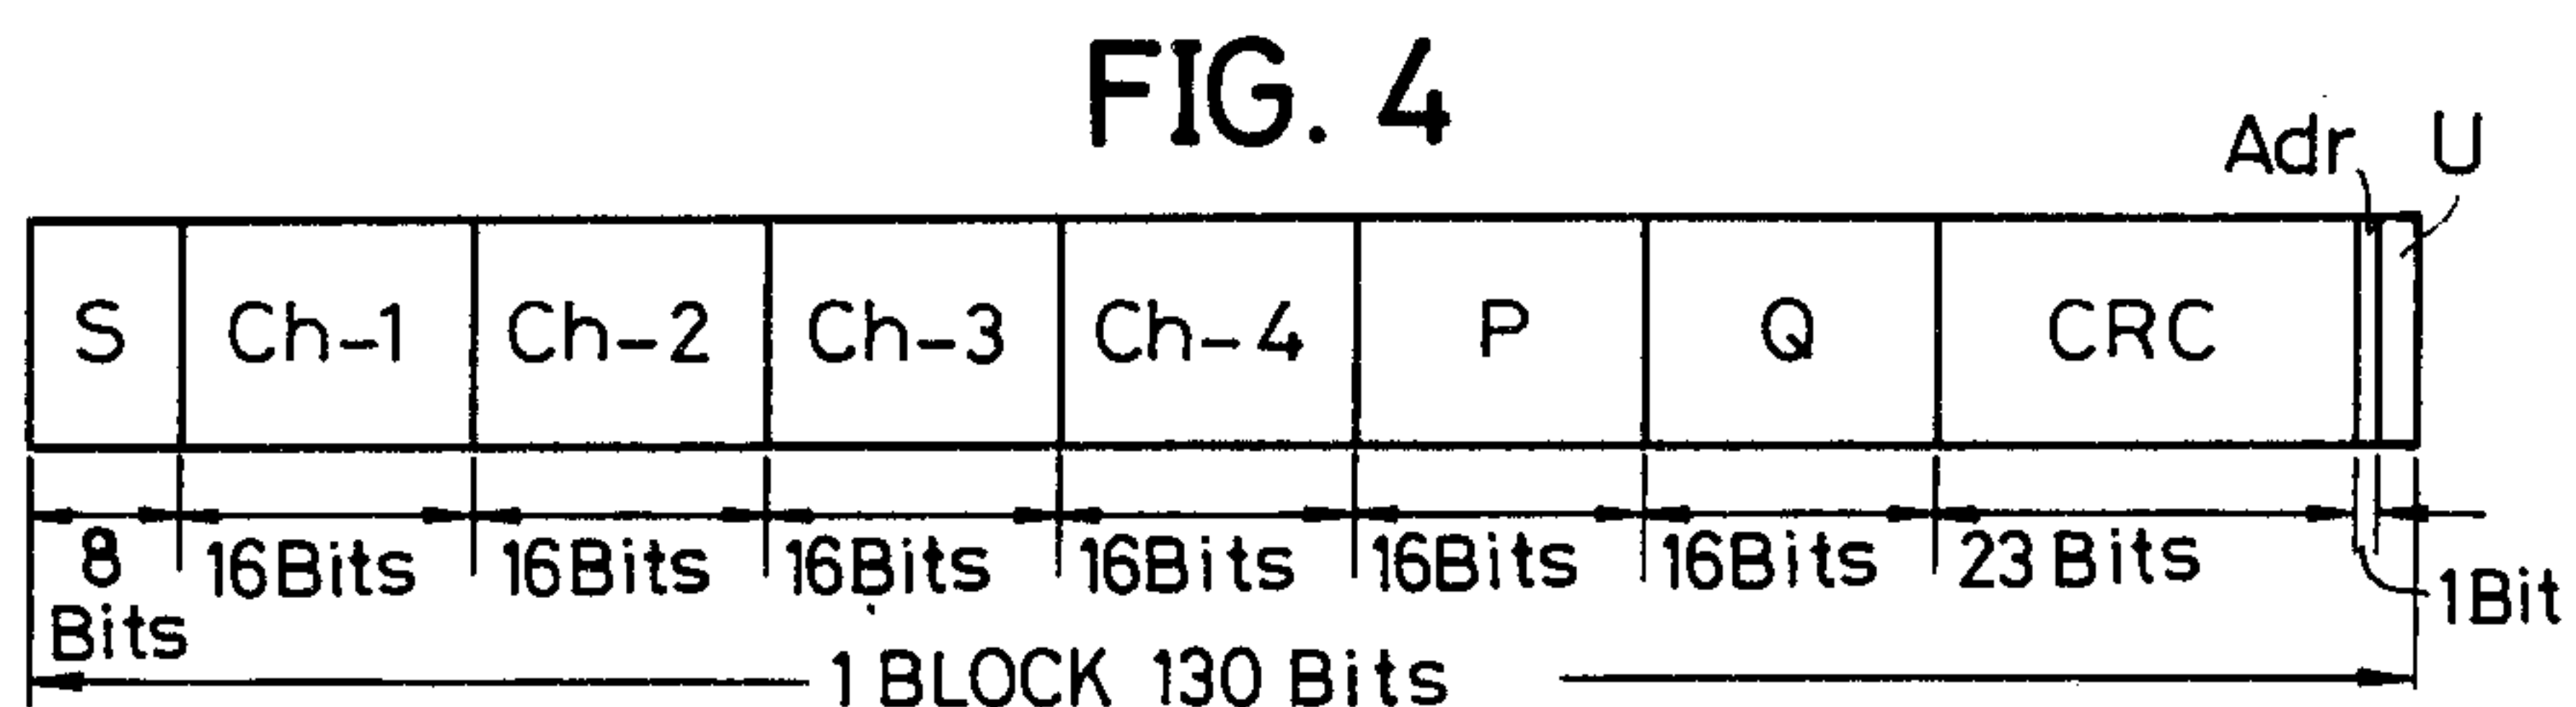 FIG. 4
Adr U
S Ch-1 Ch-2 Ch-3 Ch-4 P Q CRC
8 Bits 16Bits 16Bits 16Bits 16Bits 16Bits 16Bits 23 Bits 1Bit
1 BLOCK 130 Bits